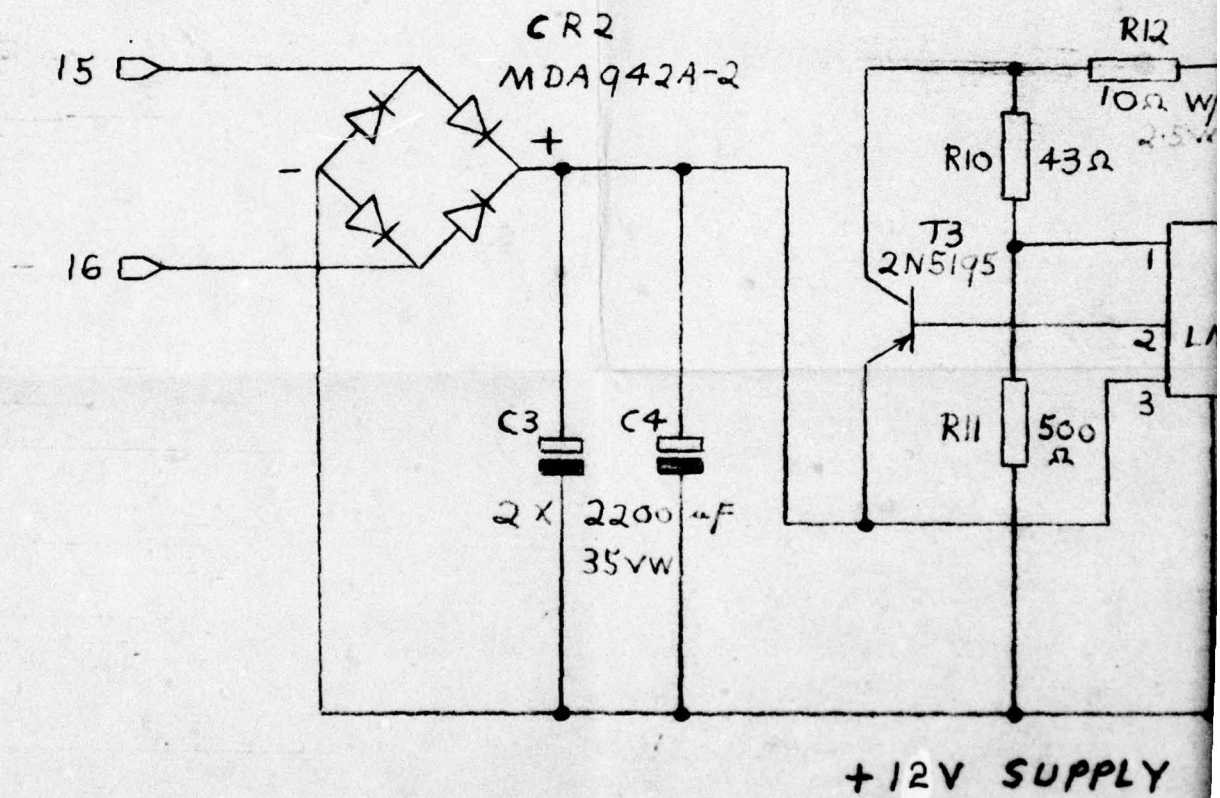 CR2
MDA942A-2
15
16
+
-
R12
10Ω W/
R10 43Ω
T3
2N5195
1
2
3
C3
C4
2 X 2200 uF
35VW
R11 500
Ω
+12V SUPPLY